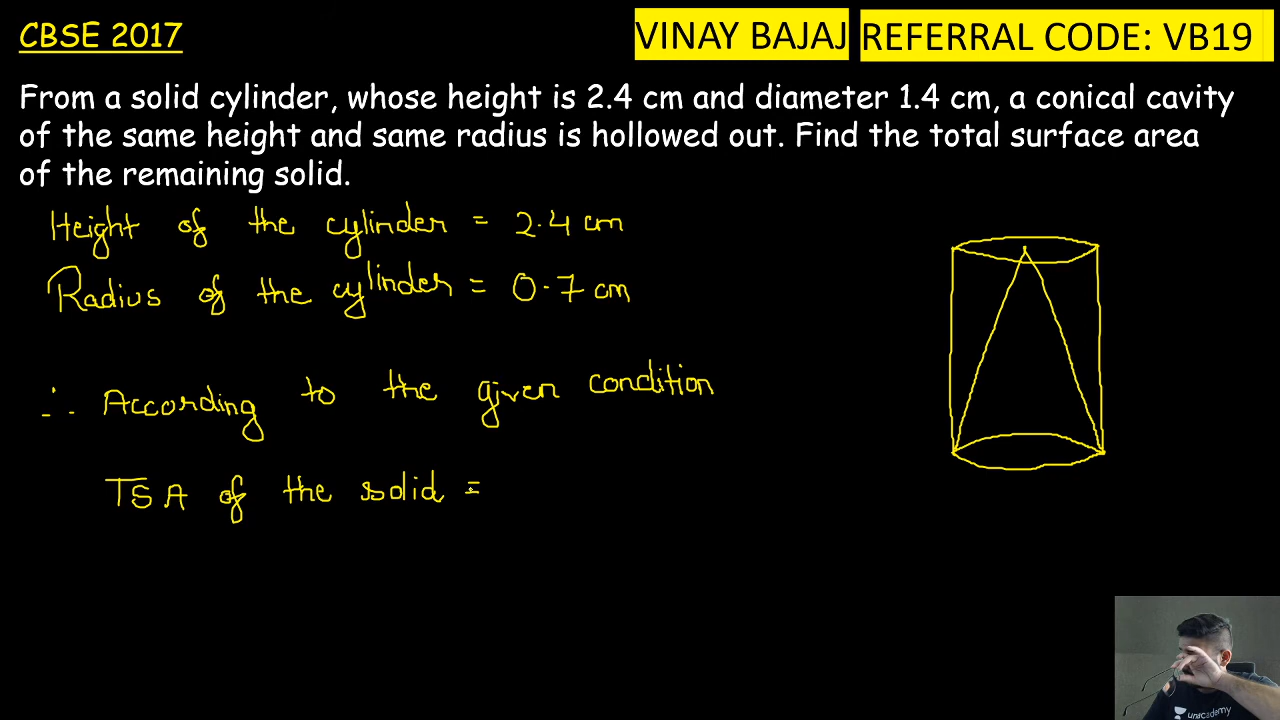 CBSE 2017
VINAY BAJAJ
REFERRAL CODE: VB19
From a solid cylinder, whose height is 2.4 cm and diameter 1.4 cm, a conical cavity
of the same height and same radius is hollowed out. Find the total surface area
of the remaining solid.
Height of the cylinder = 2.4 cm
Radius of the cylinder = 0.7 cm
∴ According to the given condition
TSA of the solid =
unacademy